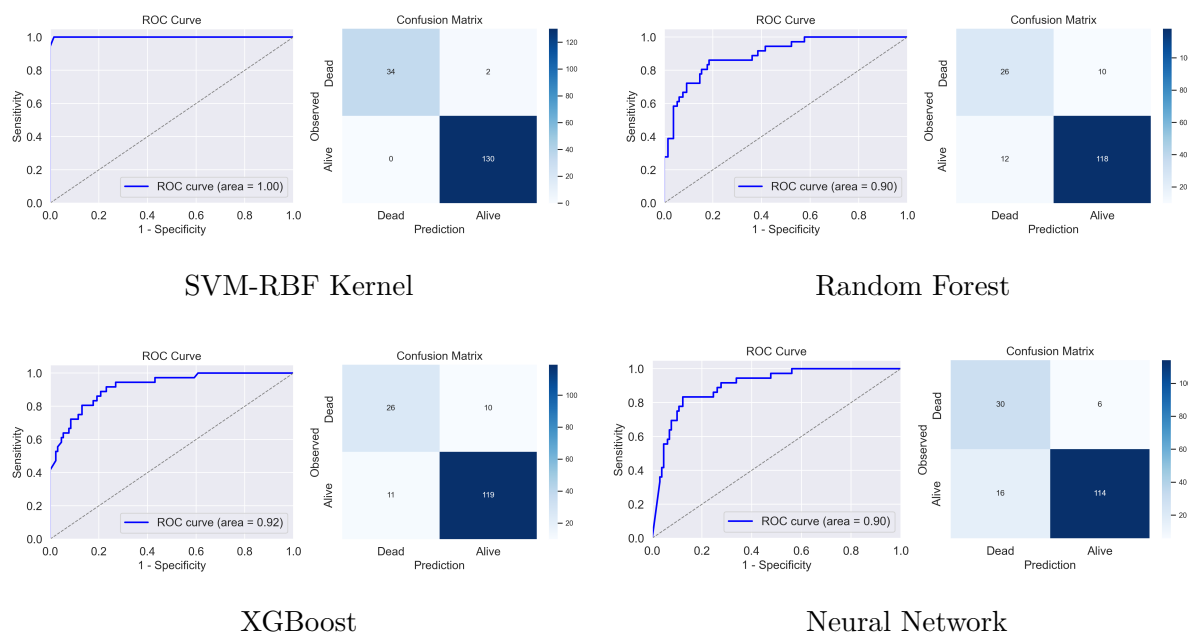 ROC Curve
1.0
0.8
0.6
0.4
0.2
0.0
Sensitivity
ROC curve (area = 1.00)
0.0 0.2 0.4 0.6 0.8 1.0
1 - Specificity
Confusion Matrix
Observed
Dead
Alive
34 2
0 130
Dead Alive
Prediction
120
100
80
60
40
20
0
SVM-RBF Kernel
ROC Curve
1.0
0.8
0.6
0.4
0.2
0.0
Sensitivity
ROC curve (area = 0.90)
0.0 0.2 0.4 0.6 0.8 1.0
1 - Specificity
Confusion Matrix
Observed
Dead
Alive
26 10
12 118
Dead Alive
Prediction
80
60
40
20
Random Forest
ROC Curve
1.0
0.8
0.6
0.4
0.2
0.0
Sensitivity
ROC curve (area = 0.92)
0.0 0.2 0.4 0.6 0.8 1.0
1 - Specificity
Confusion Matrix
Observed
Dead
Alive
26 10
11 119
Dead Alive
Prediction
100
80
60
40
20
XGBoost
ROC Curve
1.0
0.8
0.6
0.4
0.2
0.0
Sensitivity
ROC curve (area = 0.90)
0.0 0.2 0.4 0.6 0.8 1.0
1 - Specificity
Confusion Matrix
Observed
Dead
Alive
30 6
16 114
Dead Alive
Prediction
80
60
40
20
Neural Network